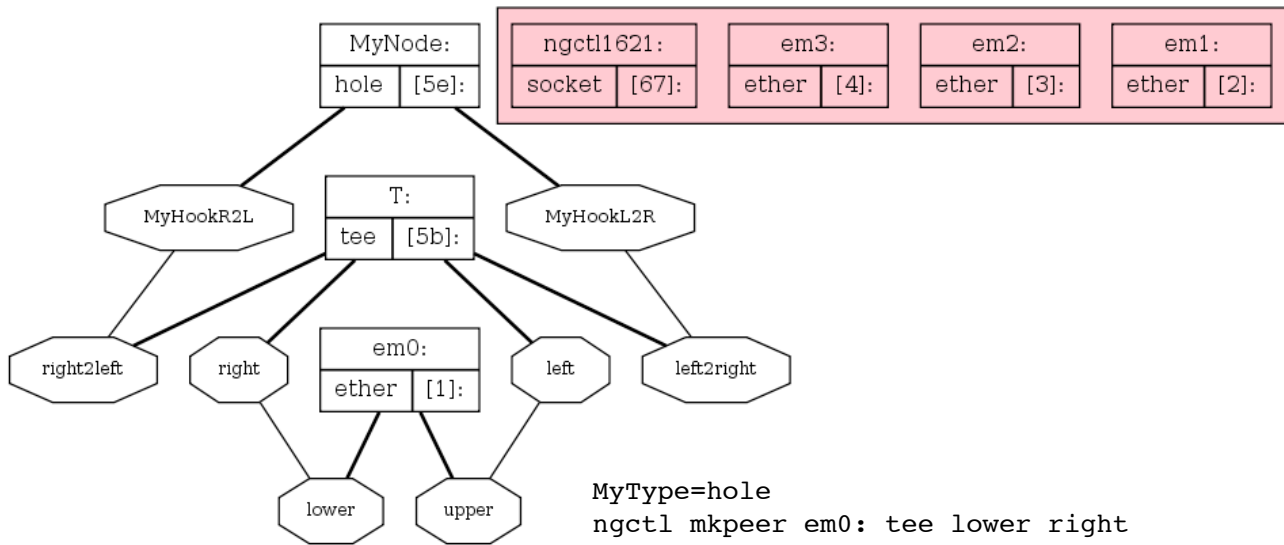 MyNode:
hole [5e]:
ngctl1621:
socket [67]:
em3:
ether [4]:
em2:
ether [3]:
em1:
ether [2]:
MyHookR2L
T:
tee [5b]:
MyHookL2R
right2left
right
em0:
ether [1]:
left
left2right
lower
upper
MyType=hole
ngctl mkpeer em0: tee lower right